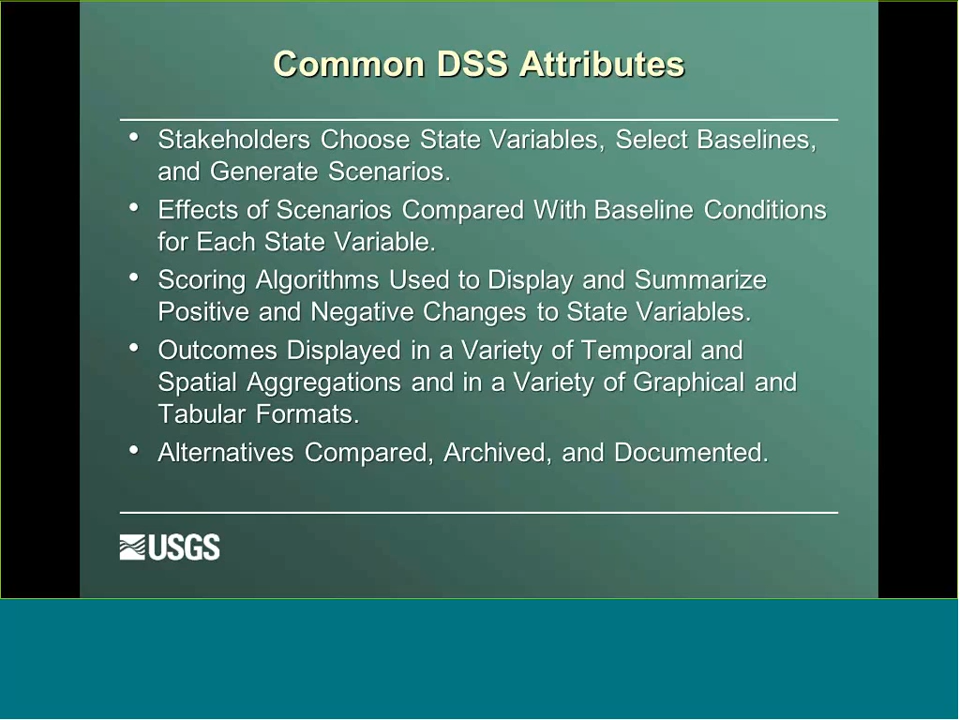 Common DSS Attributes
• Stakeholders Choose State Variables, Select Baselines,
and Generate Scenarios.
• Effects of Scenarios Compared With Baseline Conditions
for Each State Variable.
• Scoring Algorithms Used to Display and Summarize
Positive and Negative Changes to State Variables.
• Outcomes Displayed in a Variety of Temporal and
Spatial Aggregations and in a Variety of Graphical and
Tabular Formats.
• Alternatives Compared, Archived, and Documented.
USGS